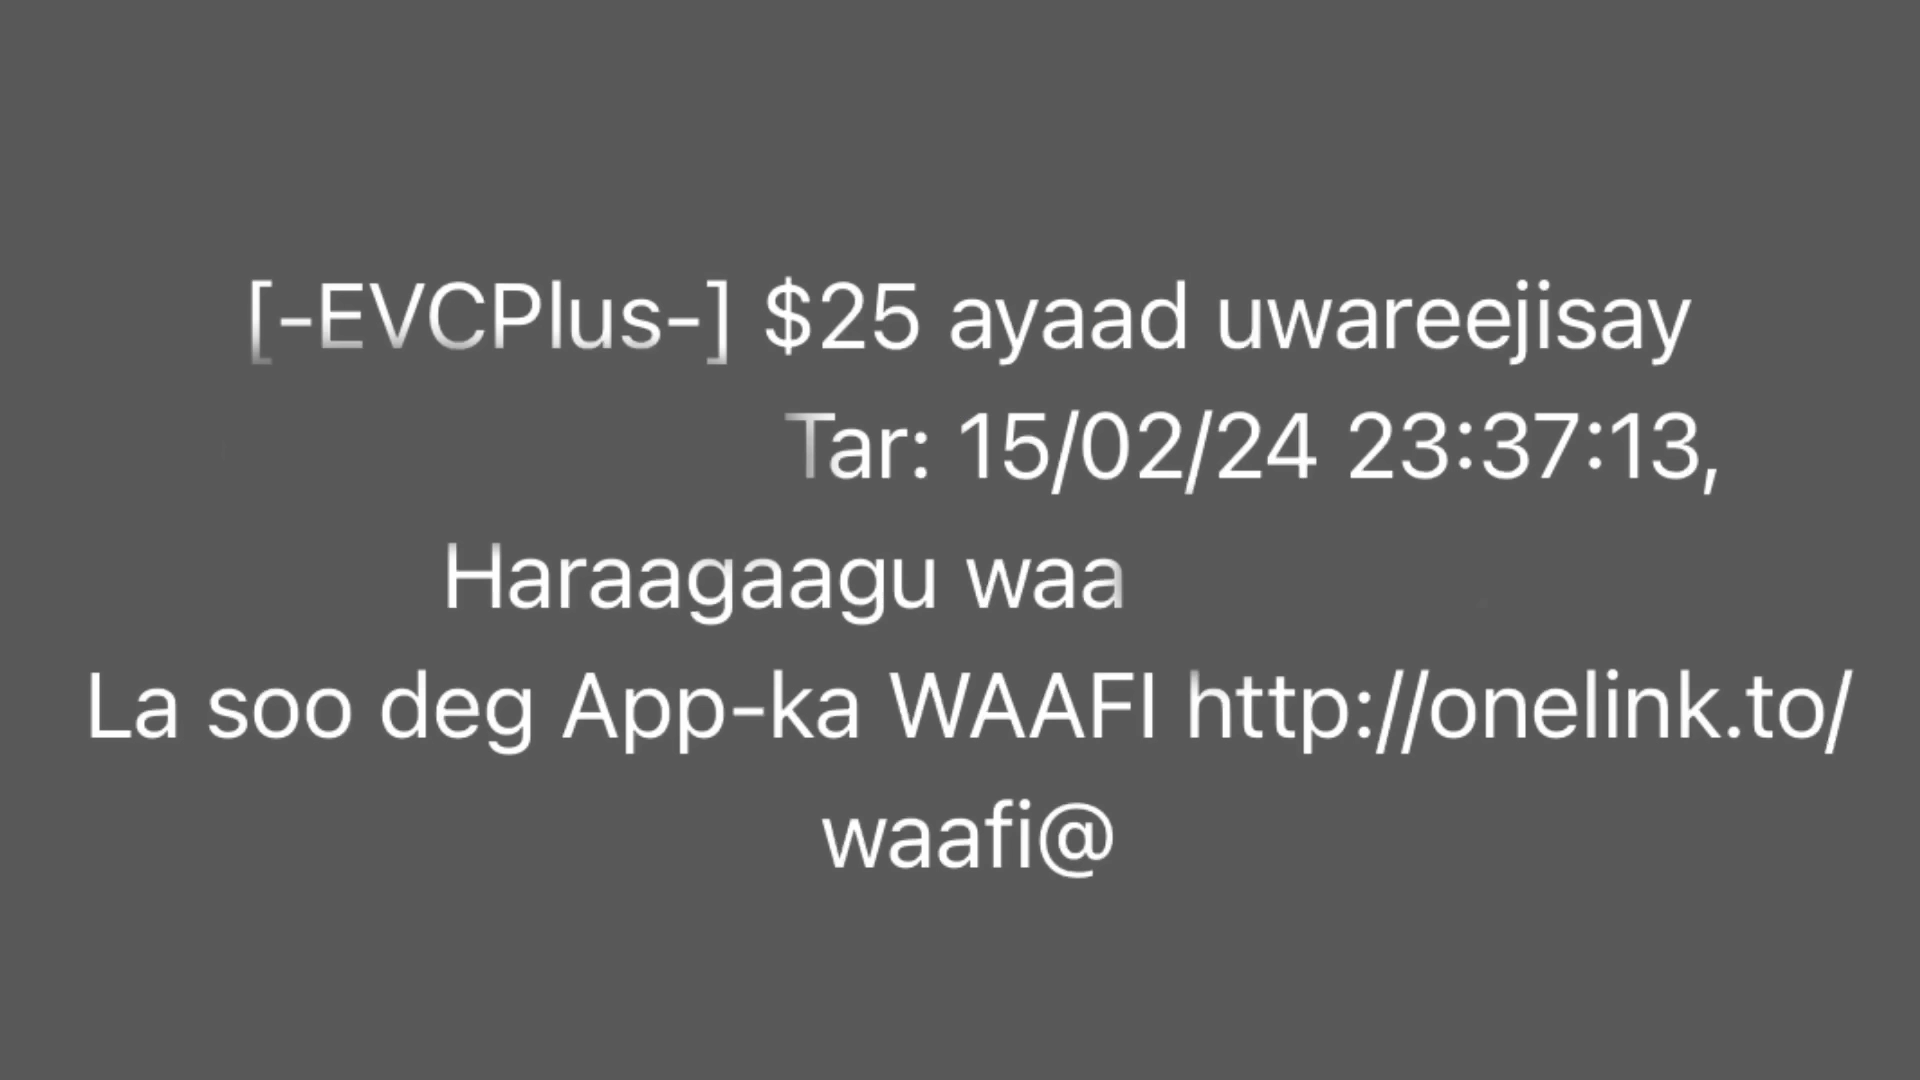 [-EVCPlus-] $25 ayaad uwareejisay
Tar: 15/02/24 23:37:13,
Haraagaagu waa
La soo deg App-ka WAAFI http://onelink.to/
waafi@